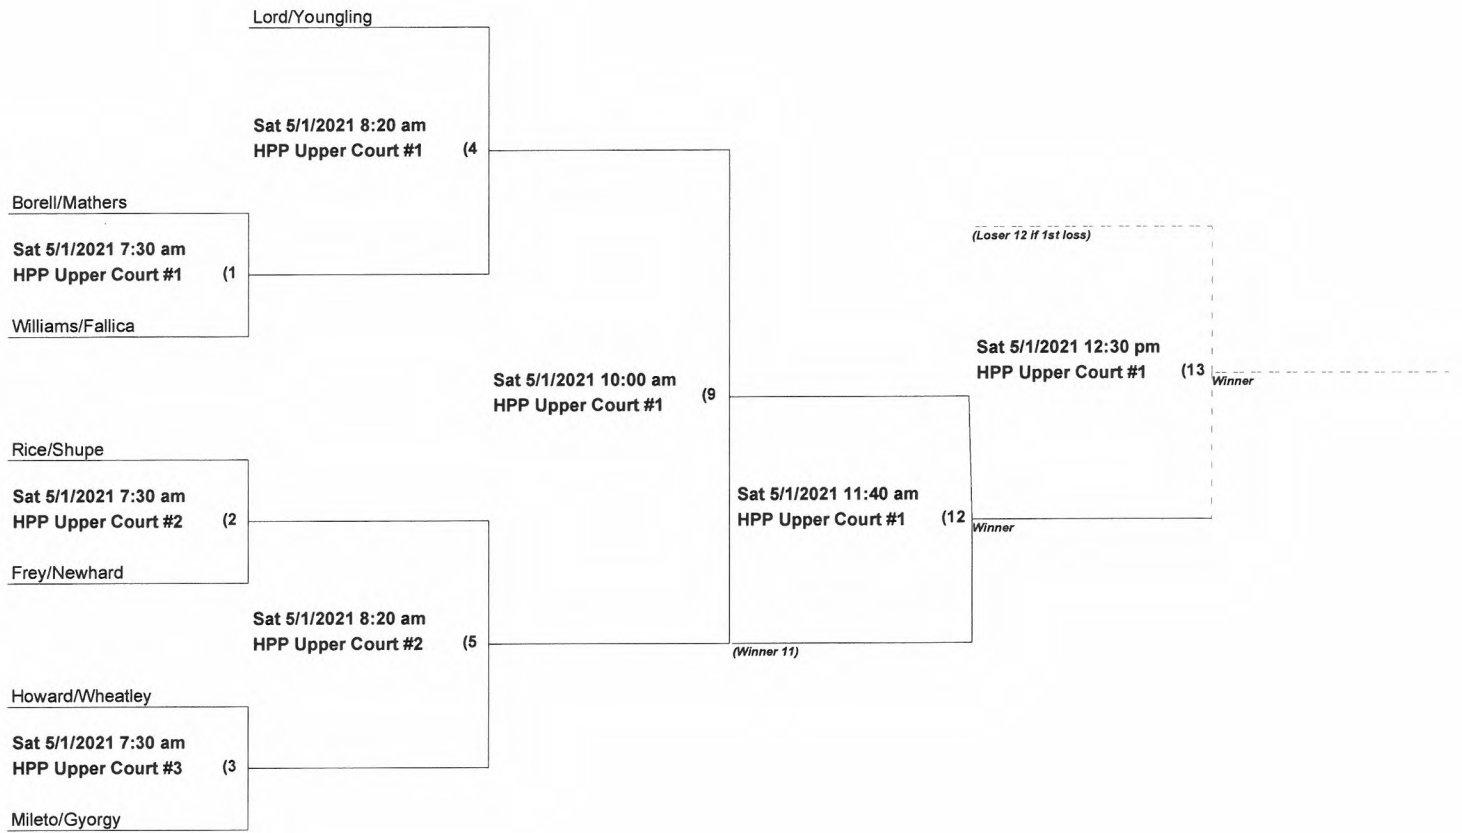 Lord/Youngling
Sat 5/1/2021 8:20 am
HPP Upper Court #1 (4
Borell/Mathers
Sat 5/1/2021 7:30 am
HPP Upper Court #1 (1
Williams/Fallica
(Loser 12 if 1st loss)
Sat 5/1/2021 12:30 pm
HPP Upper Court #1 (13
Winner
Sat 5/1/2021 10:00 am
HPP Upper Court #1 (9
Rice/Shupe
Sat 5/1/2021 7:30 am
HPP Upper Court #2 (2
Frey/Newhard
Sat 5/1/2021 11:40 am
HPP Upper Court #1 (12
Winner
Sat 5/1/2021 8:20 am
HPP Upper Court #2 (5
(Winner 11)
Howard/Wheatley
Sat 5/1/2021 7:30 am
HPP Upper Court #3 (3
Mileto/Gyorgy